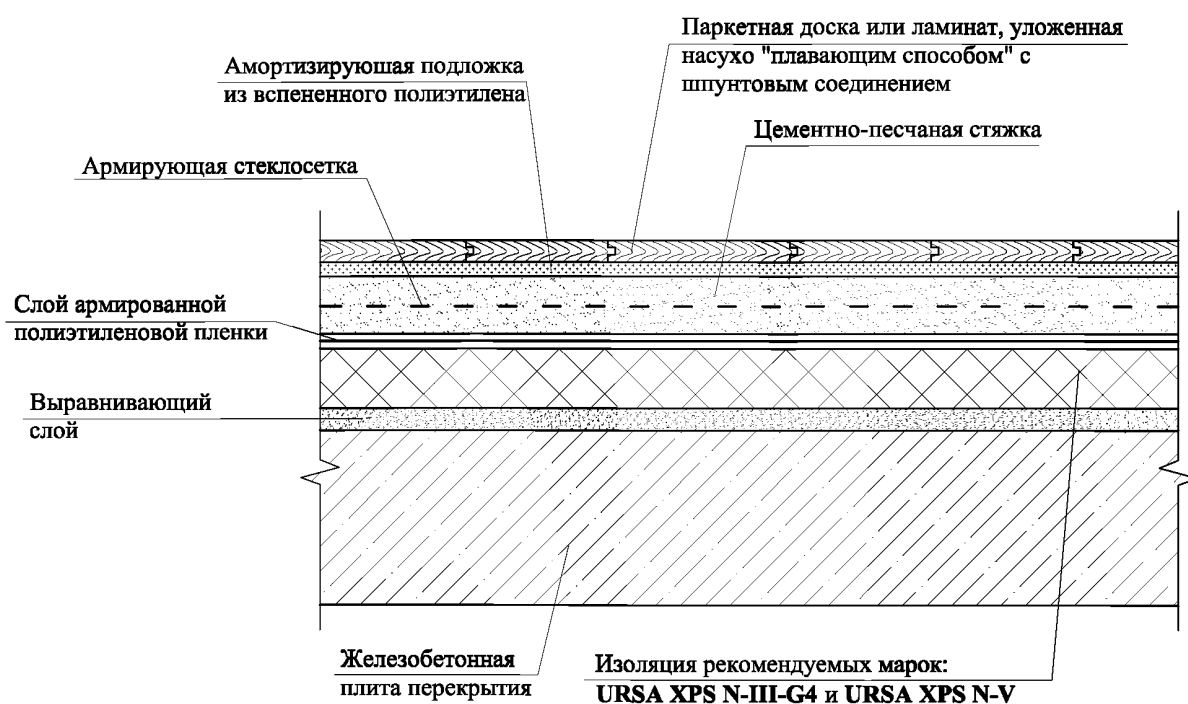 Паркетная доска или ламинат, уложенная
насухо "плавающим способом" с
шпунтовым соединением
Амортизируюшая подложка
из вспененного полиэтилена
Цементно-песчаная стяжка
Армирующая стеклосетка
Слой армированной
полиэтиленовой пленки
Выравнивающий
слой
Железобетонная
плита перекрытия
Изоляция рекомендуемых марок:
URSA XPS N-III-G4 и URSA XPS N-V